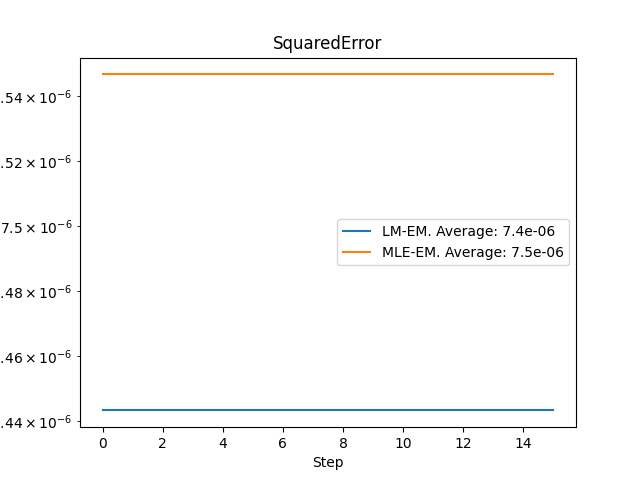 SquaredError
.54 × 10⁻⁶
.52 × 10⁻⁶
7.5 × 10⁻⁶
.48 × 10⁻⁶
.46 × 10⁻⁶
.44 × 10⁻⁶
LM-EM. Average: 7.4e-06
MLE-EM. Average: 7.5e-06
0 2 4 6 8 10 12 14
Step